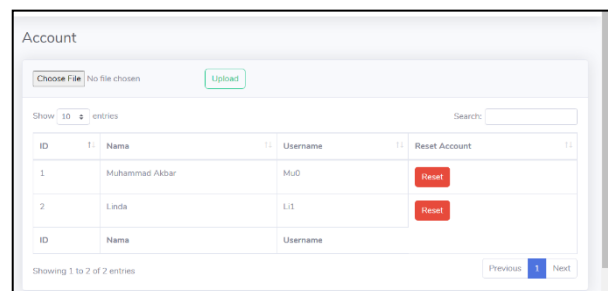 Account
Choose File No file chosen Upload
Show 10 entries Search:
ID Nama Username Reset Account
1 Muhammad Akbar Mu0 Reset
2 Linda Li1 Reset
ID Nama Username
Showing 1 to 2 of 2 entries Previous 1 Next